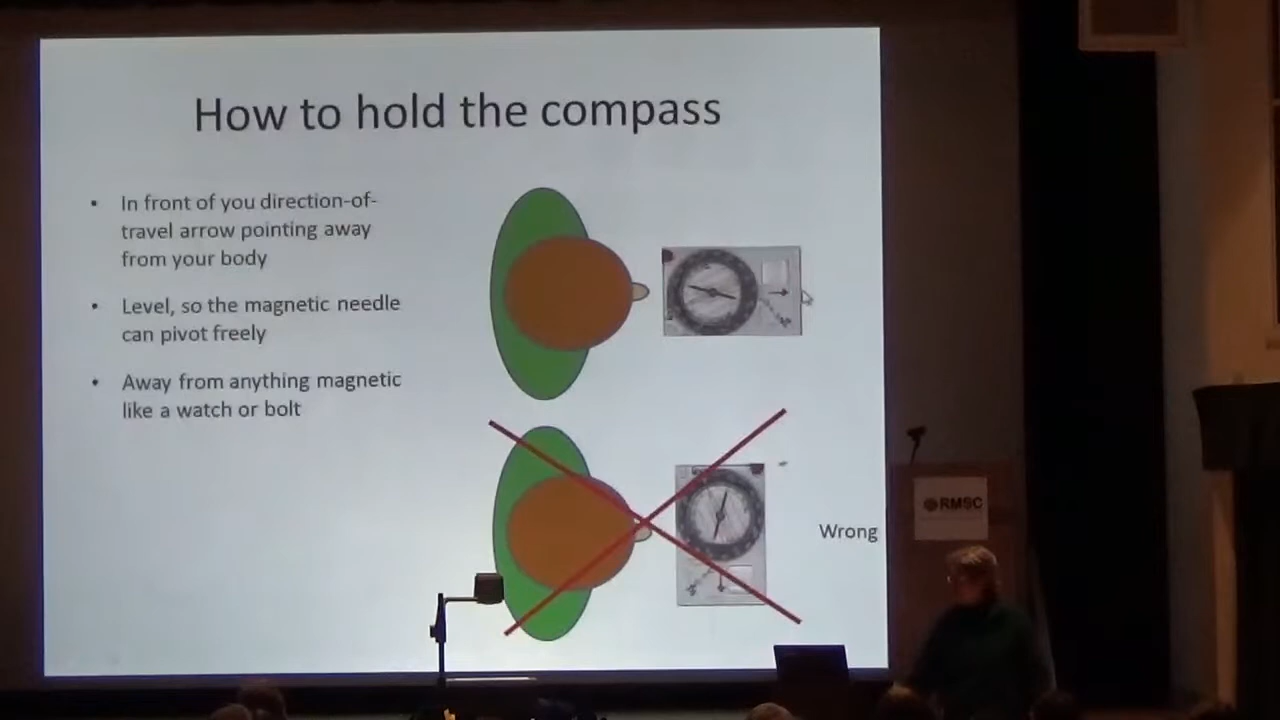 How to hold the compass
• In front of you direction-of-
travel arrow pointing away
from your body
• Level, so the magnetic needle
can pivot freely
• Away from anything magnetic
like a watch or bolt
Wrong
RMSC